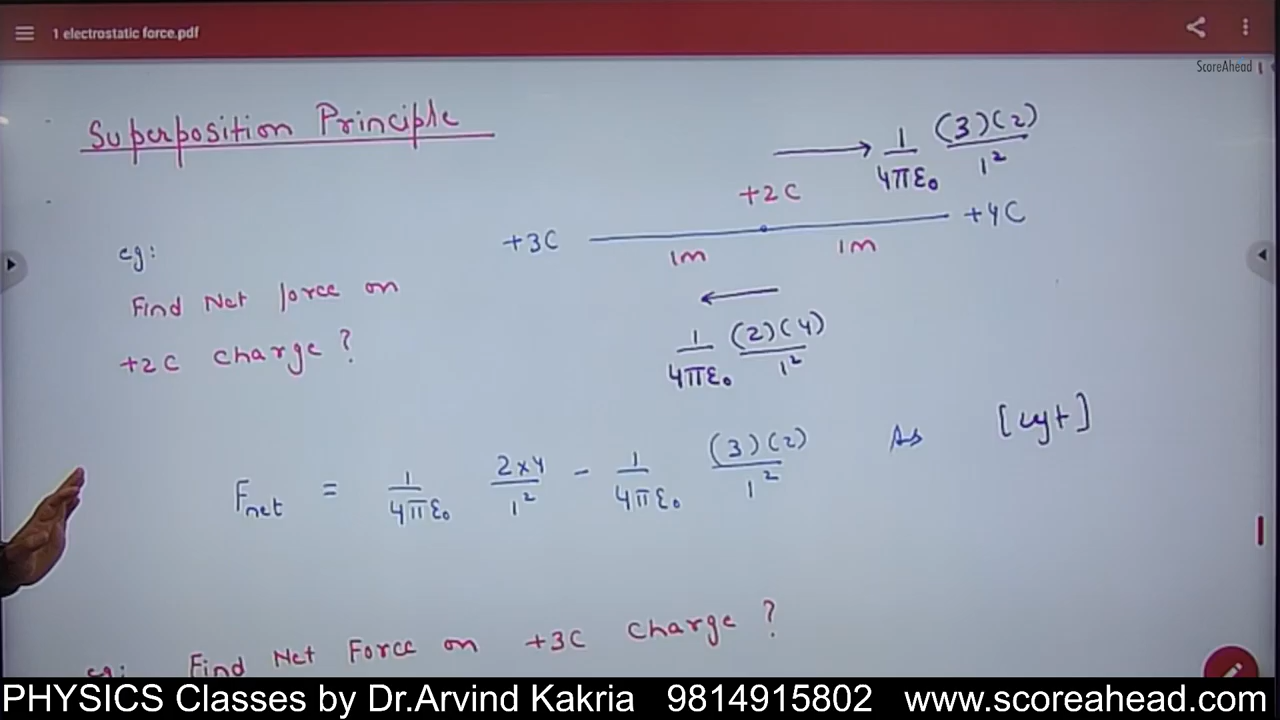 1 electrostatic force.pdf
ScoreAhead
Superposition Principle
1/4πε₀ (3)(2)/1²
+2C
+3C +4C
1m 1m
eg:
Find Net force on
+2C charge ?
1/4πε₀ (2)(4)/1²
Fnet = 1/4πε₀ 2×4/1² - 1/4πε₀ (3)(2)/1² As
eg: Find Net Force on +3C charge ?
PHYSICS Classes by Dr.Arvind Kakria 9814915802 www.scoreahead.com